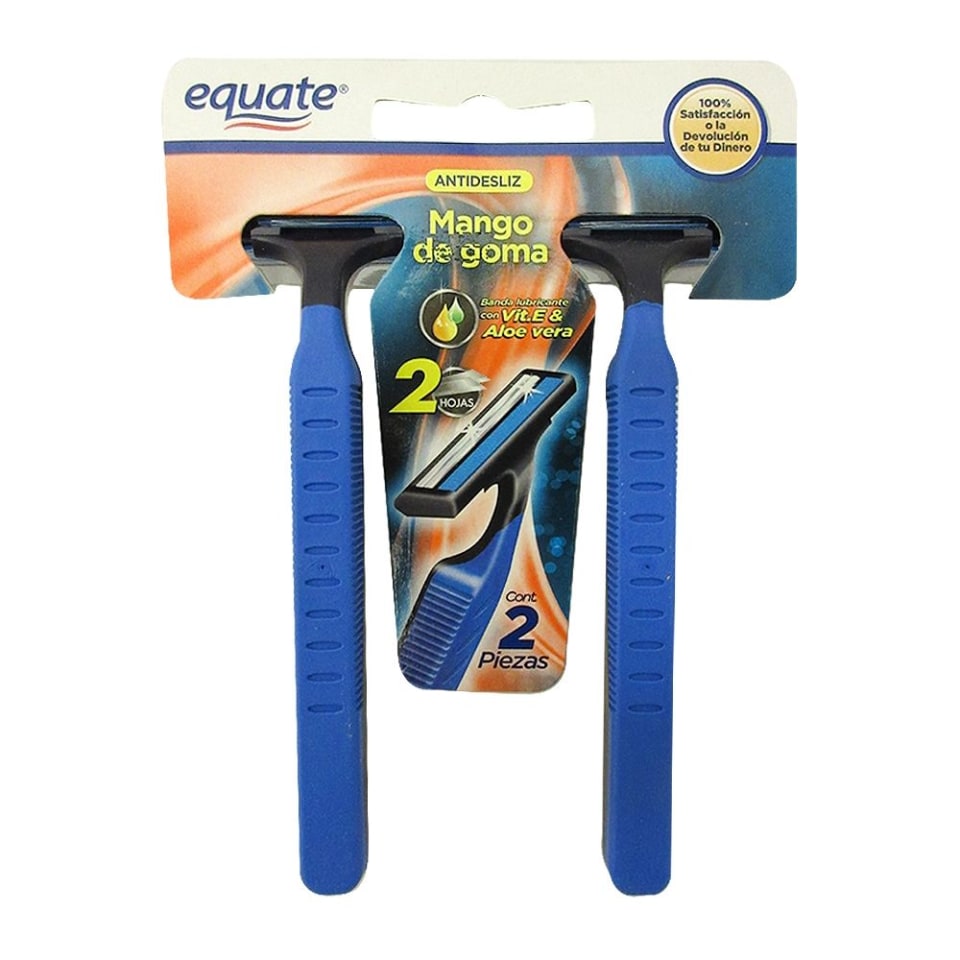 equate®
100%
Satisfacción
o la
Devolución
de tu Dinero
ANTIDESLIZ
Mango
de goma
Banda lubricante
con Vit.E &
Aloe vera
2
HOJAS
Cont
2
Piezas